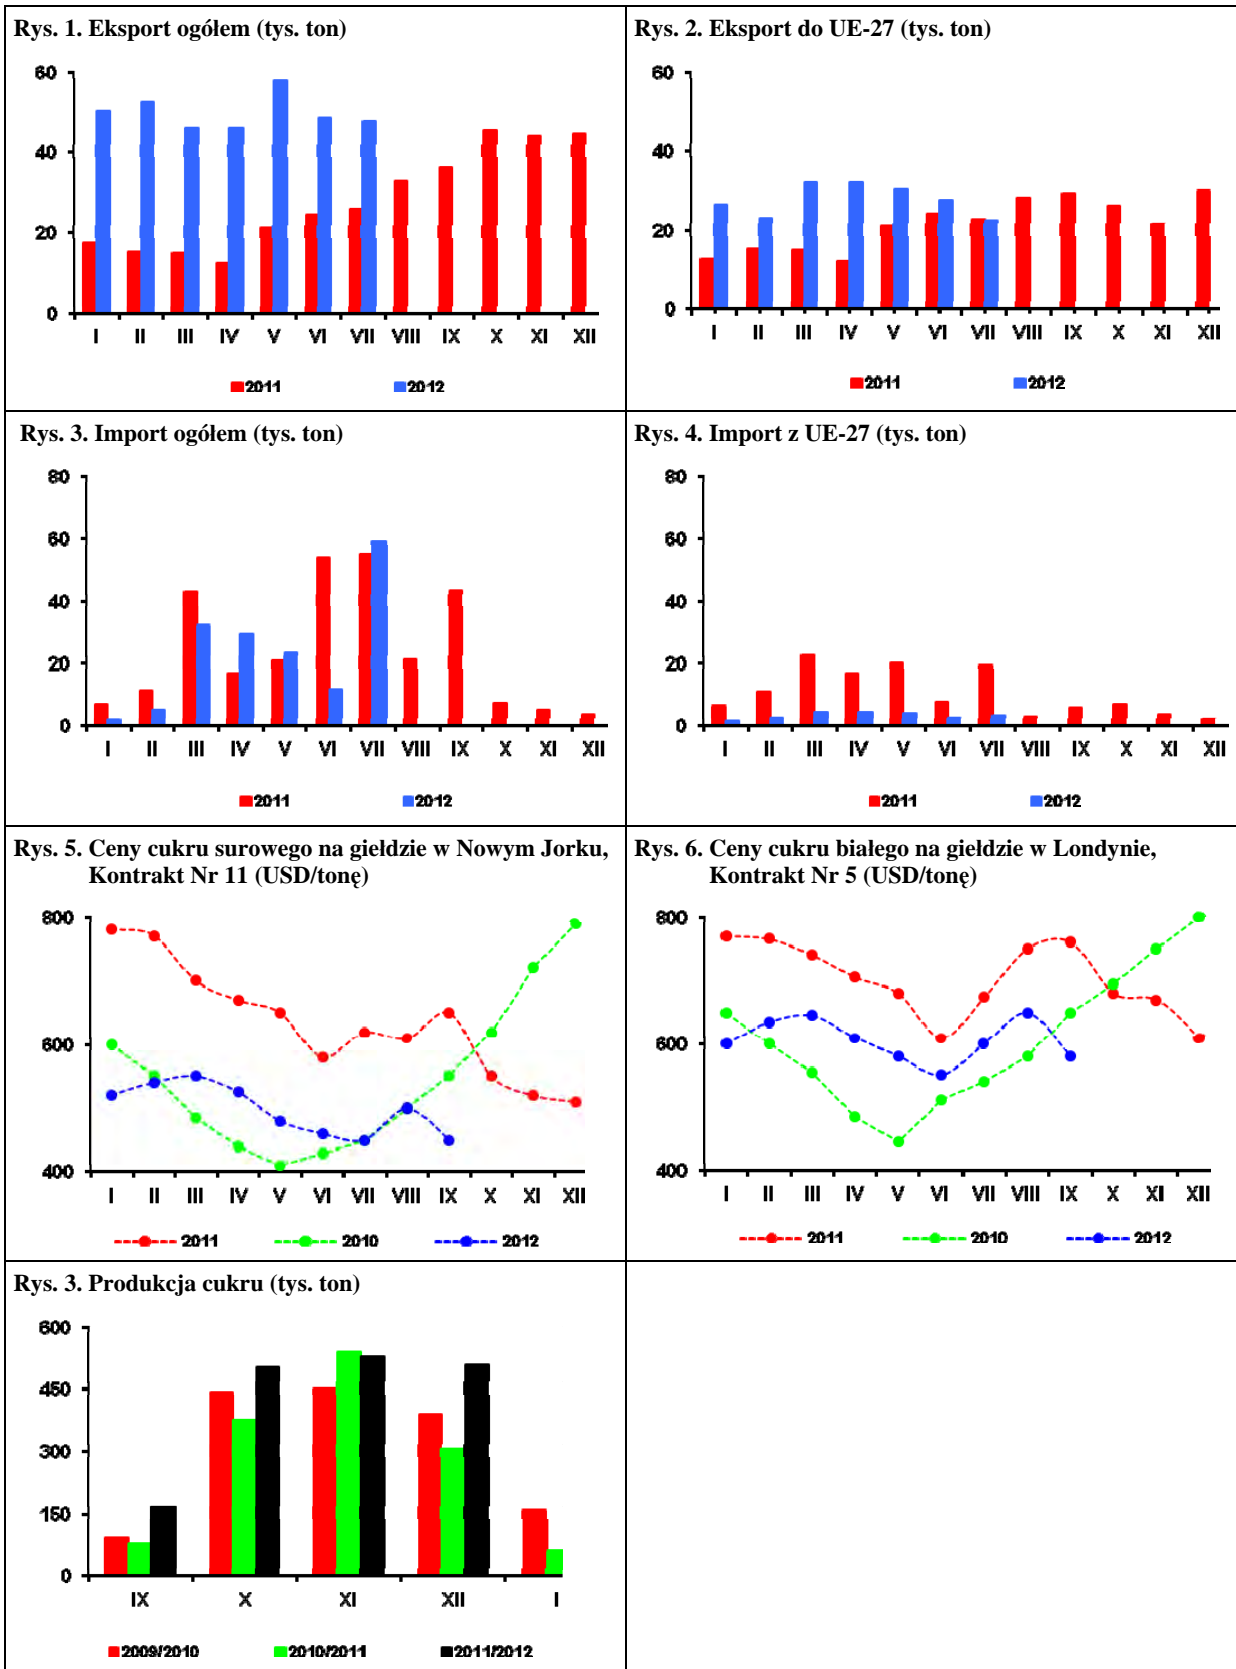 Rys. 1. Eksport ogółem (tys. ton)
60
40
20
0
I II III IV V VI VII VIII IX X XI XII
2011 2012
Rys. 2. Eksport do UE-27 (tys. ton)
60
40
20
0
I II III IV V VI VII VIII IX X XI XII
2011 2012
Rys. 3. Import ogółem (tys. ton)
80
60
40
20
0
I II III IV V VI VII VIII IX X XI XII
2011 2012
Rys. 4. Import z UE-27 (tys. ton)
80
60
40
20
0
I II III IV V VI VII VIII IX X XI XII
2011 2012
Rys. 5. Ceny cukru surowego na giełdzie w Nowym Jorku,
Kontrakt Nr 11 (USD/tonę)
800
600
400
I II III IV V VI VII VIII IX X XI XII
2011 2010 2012
Rys. 6. Ceny cukru białego na giełdzie w Londynie,
Kontrakt Nr 5 (USD/tonę)
800
600
400
I II III IV V VI VII VIII IX X XI XII
2011 2010 2012
Rys. 3. Produkcja cukru (tys. ton)
600
450
300
150
0
IX X XI XII I
2009/2010 2010/2011 2011/2012